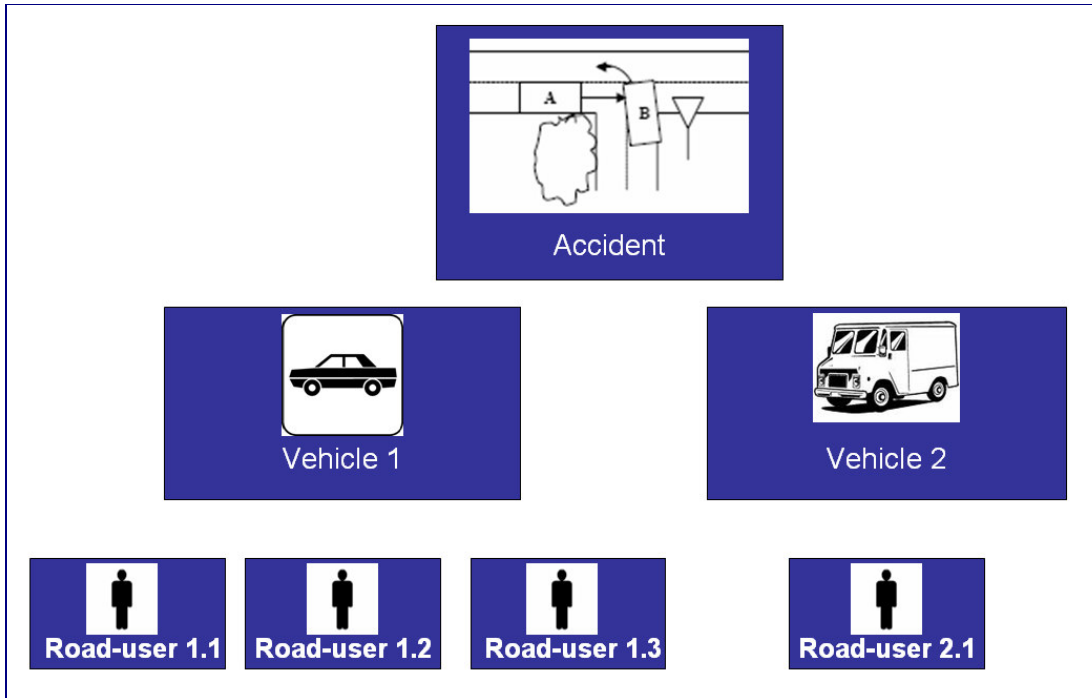 A
B
Accident
Vehicle 1
Vehicle 2
Road-user 1.1
Road-user 1.2
Road-user 1.3
Road-user 2.1